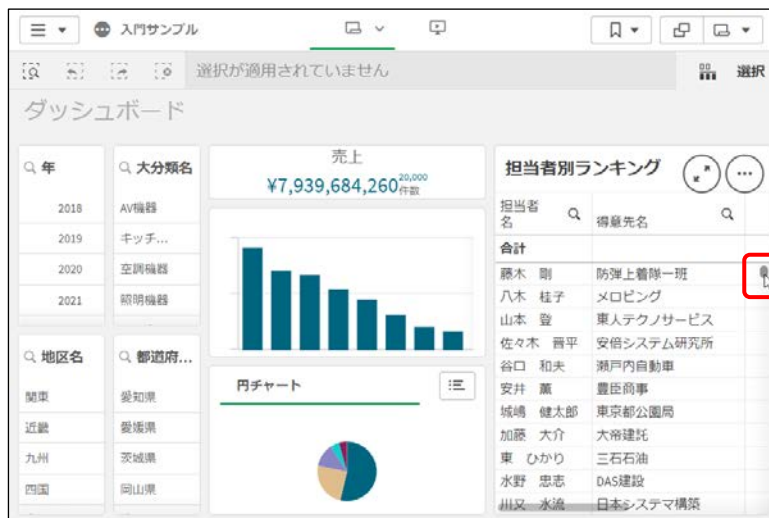 入門サンプル
選択が適用されていません
選択
ダッシュボード
年
2018
2019
2020
2021
大分類名
AV機器
キッチ...
空調機器
照明機器
地区名
関東
近畿
九州
四国
都道府...
愛知県
愛媛県
茨城県
岡山県
売上
¥7,939,684,260 20,000
件数
円チャート
担当者別ランキング
担当者名 得意先名
合計
藤木 剛 防弾上着隊一班
八木 桂子 メロピング
山本 登 東人テクノサービス
佐々木 晋平 安倍システム研究所
谷口 和夫 瀬戸内自動車
安井 薫 豊臣商事
城嶋 健太郎 東京都公園局
加藤 大介 大帝建託
東 ひかり 三石石油
水野 忠志 DAS建設
川又 水流 日本システマ構築